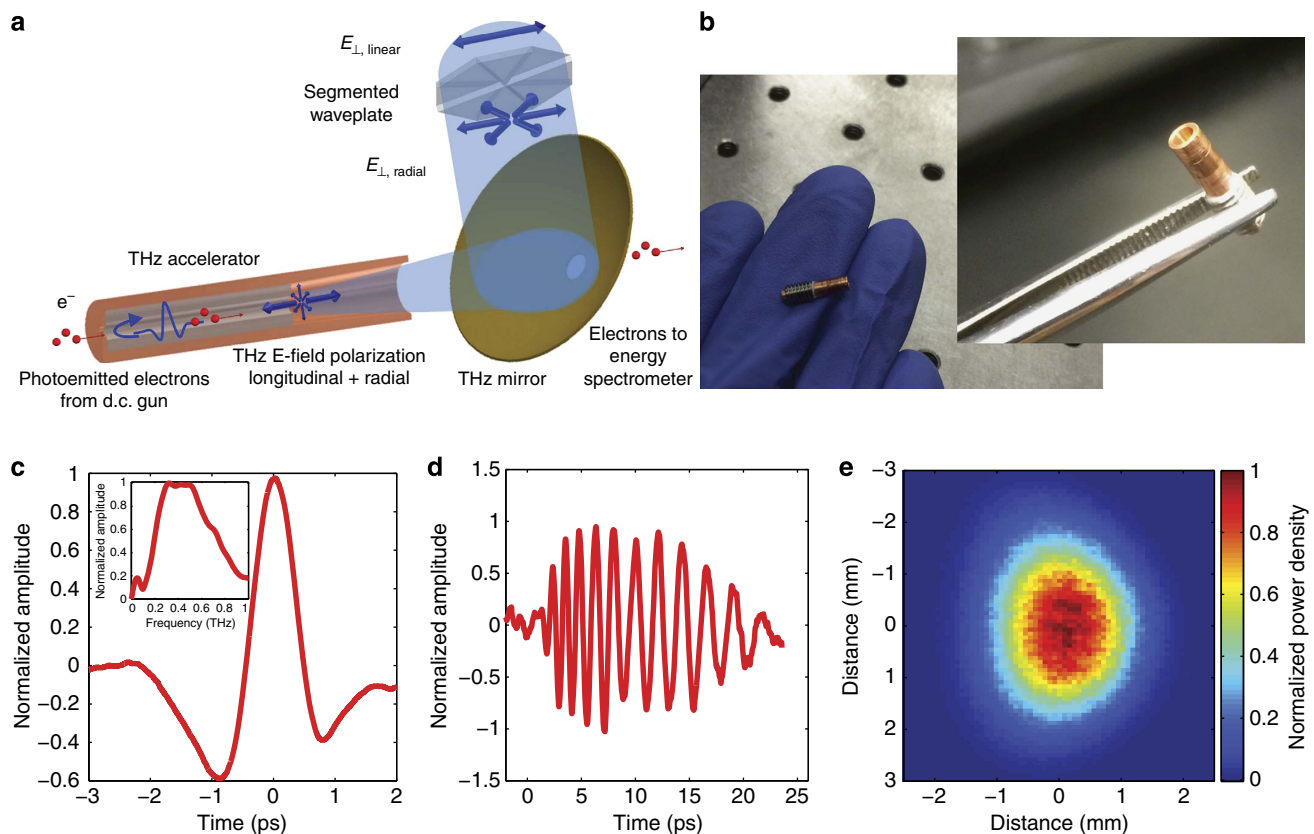 a
E⊥, linear
Segmented
waveplate
E⊥, radial
THz accelerator
e−
THz E-field polarization
longitudinal + radial
Photoemitted electrons
from d.c. gun
THz mirror
Electrons to
energy
spectrometer
b
c
Normalized amplitude
1
0.8
0.6
0.4
0.2
0
−0.2
−0.4
−0.6
−3
−2
−1
0
1
2
Time (ps)
Normalized amplitude
1
0.8
0.6
0.4
0.2
0
0 0.2 0.4 0.6 0.8 1
Frequency (THz)
d
Normalized amplitude
1.5
1
0.5
0
−0.5
−1
−1.5
0 5 10 15 20 25
Time (ps)
e
Distance (mm)
−3
−2
−1
0
1
2
3
−2 −1 0 1 2
Distance (mm)
1
0.8
0.6
0.4
0.2
0
Normalized power density